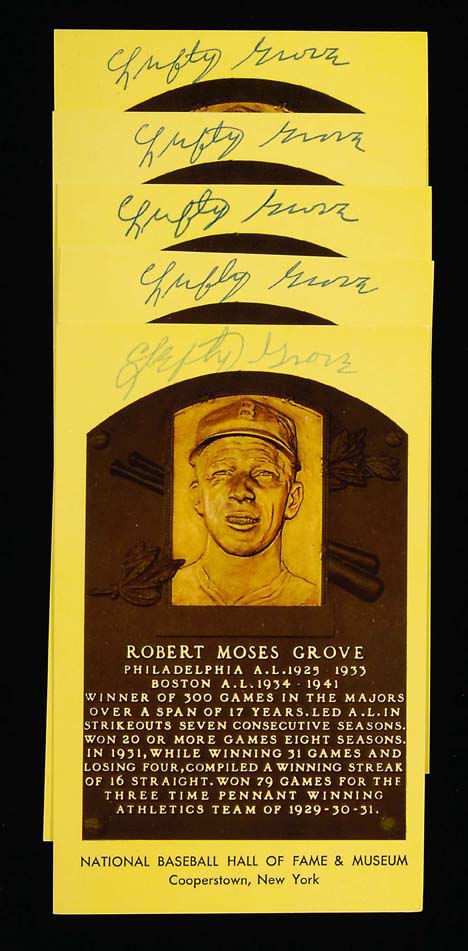 Lefty Grove
Lefty Grove
Lefty Grove
Lefty Grove
Lefty Grove
B
ROBERT MOSES GROVE
PHILADELPHIA A.L. 1925 - 1933
BOSTON A.L. 1934 - 1941
WINNER OF 300 GAMES IN THE MAJORS
OVER A SPAN OF 17 YEARS. LED A.L. IN
STRIKEOUTS SEVEN CONSECUTIVE SEASONS.
WON 20 OR MORE GAMES EIGHT SEASONS.
IN 1931, WHILE WINNING 31 GAMES AND
LOSING FOUR, COMPILED A WINNING STREAK
OF 16 STRAIGHT. WON 79 GAMES FOR THE
THREE TIME PENNANT WINNING
ATHLETICS TEAM OF 1929-30-31.
NATIONAL BASEBALL HALL OF FAME & MUSEUM
Cooperstown, New York